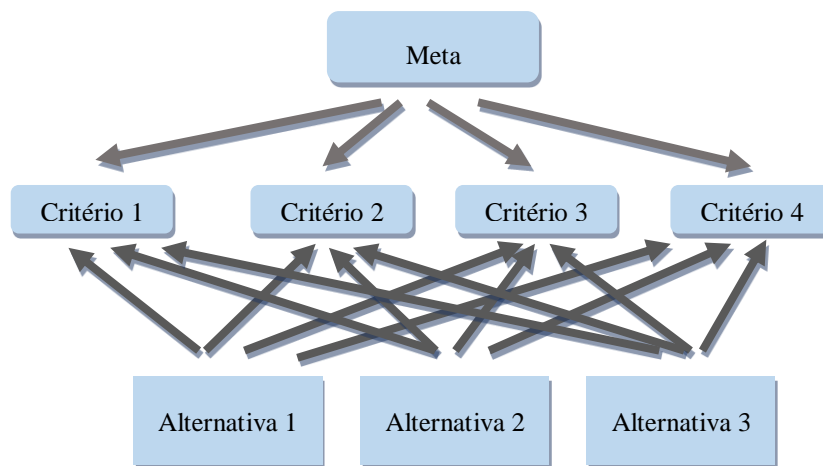 Meta
Critério 1
Critério 2
Critério 3
Critério 4
Alternativa 1
Alternativa 2
Alternativa 3